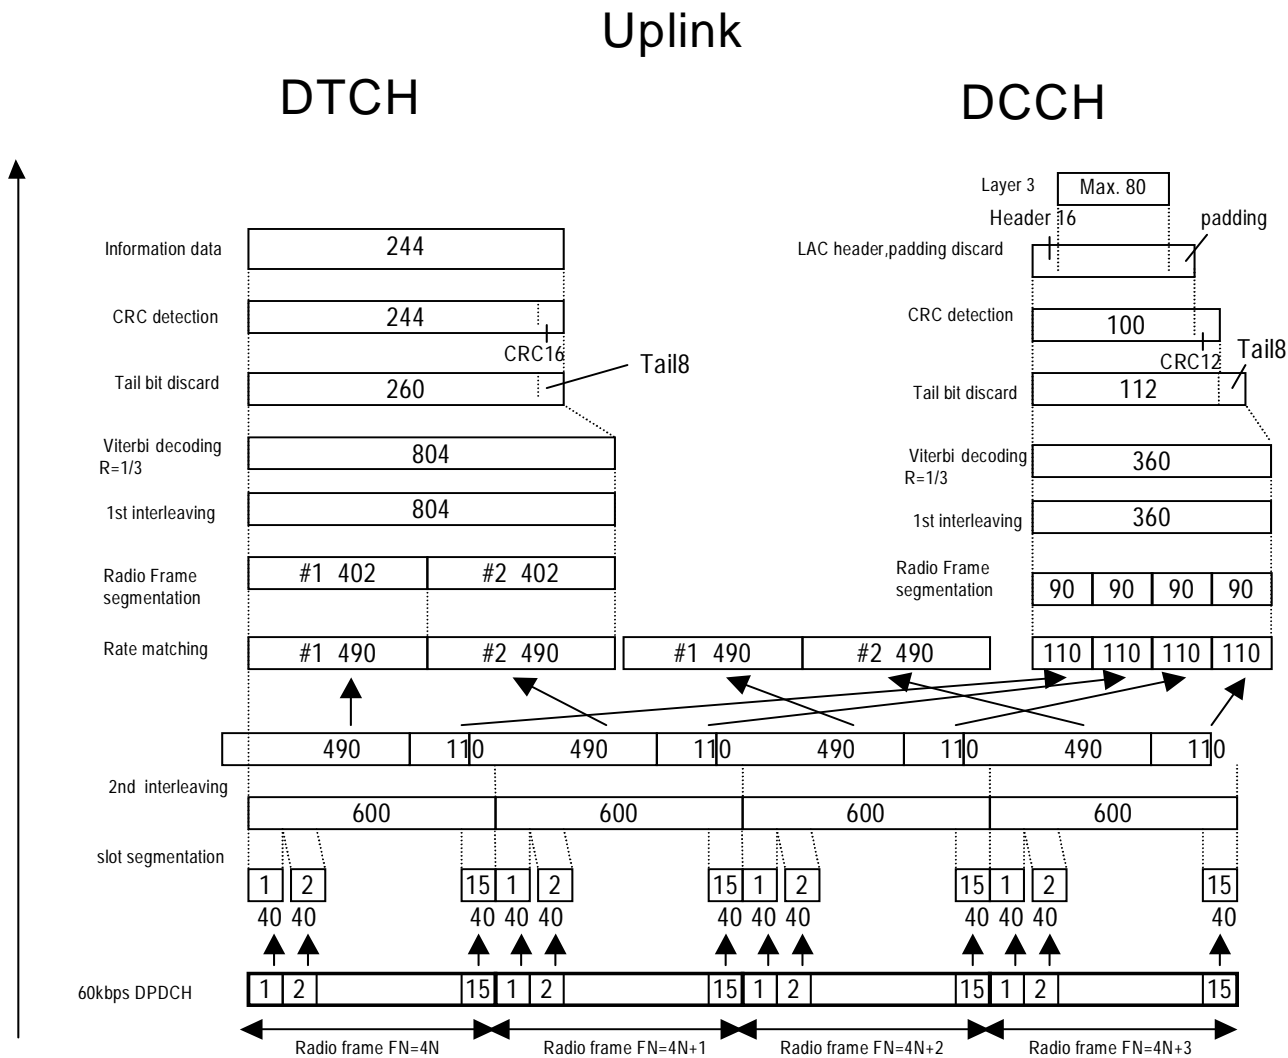 Uplink
DTCH
DCCH
Layer 3
Max. 80
Header 16
padding
Information data
244
LAC header,padding discard
CRC detection
244
CRC16
CRC detection
100
CRC12
Tail8
Tail8
Tail bit discard
260
Tail bit discard
112
Viterbi decoding
R=1/3
804
Viterbi decoding
R=1/3
360
1st interleaving
804
1st interleaving
360
Radio Frame
segmentation
#1 402
#2 402
Radio Frame
segmentation
90 90 90 90
Rate matching
#1 490
#2 490
#1 490
#2 490
110 110 110 110
490 110 490 110 490 110 490 110
2nd interleaving
600 600 600 600
slot segmentation
1 2 15 1 2 15 1 2 15 1 2 15
40 40 40 40 40 40 40 40 40 40 40 40
60kbps DPDCH
1 2 15 1 2 15 1 2 15 1 2 15
Radio frame FN=4N
Radio frame FN=4N+1
Radio frame FN=4N+2
Radio frame FN=4N+3